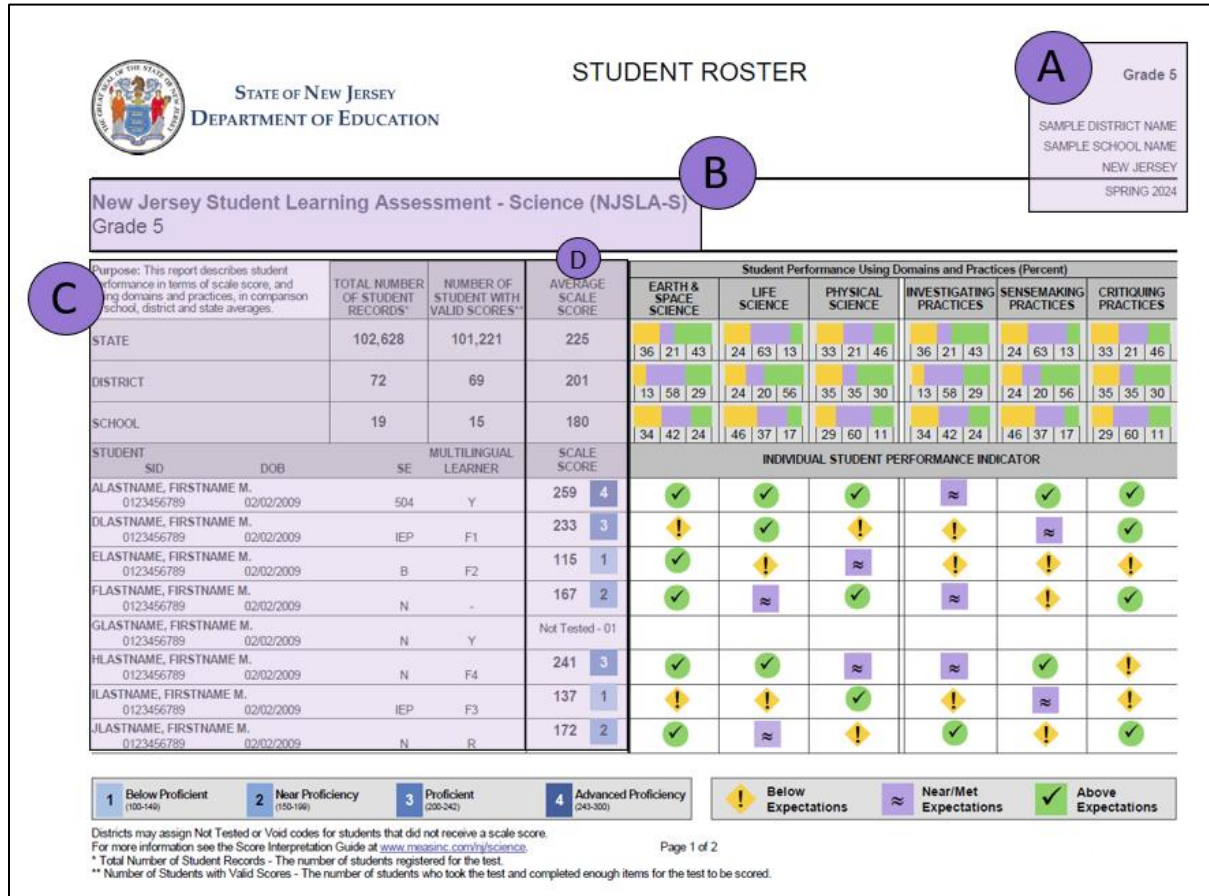 STUDENT ROSTER
A
Grade 5
STATE OF NEW JERSEY
DEPARTMENT OF EDUCATION
SAMPLE DISTRICT NAME
SAMPLE SCHOOL NAME
NEW JERSEY
SPRING 2024
B
New Jersey Student Learning Assessment - Science (NJSLA-S)
Grade 5
C
D
Purpose: This report describes student
performance in terms of scale score, and
domains and practices, in comparison
school, district and state averages.
TOTAL NUMBER OF STUDENT RECORDS*
NUMBER OF STUDENT WITH VALID SCORES**
AVERAGE SCALE SCORE
Student Performance Using Domains and Practices (Percent)
EARTH & SPACE SCIENCE
LIFE SCIENCE
PHYSICAL SCIENCE
INVESTIGATING PRACTICES
SENSEMAKING PRACTICES
CRITIQUING PRACTICES
STATE 102,628 101,221 225
36 21 43 24 63 13 33 21 46 36 21 43 24 63 13 33 21 46
DISTRICT 72 69 201
13 58 29 24 20 56 35 35 30 13 58 29 24 20 56 35 35 30
SCHOOL 19 15 180
34 42 24 46 37 17 29 60 11 34 42 24 46 37 17 29 60 11
STUDENT
SID DOB SE MULTILINGUAL LEARNER SCALE SCORE
INDIVIDUAL STUDENT PERFORMANCE INDICATOR
ALASTNAME, FIRSTNAME M.
0123456789 02/02/2009 504 Y 259 4 ✓ ✓ ✓ ≈ ✓ ✓
DLASTNAME, FIRSTNAME M.
0123456789 02/02/2009 IEP F1 233 3 ! ✓ ! ! ≈ ✓
ELASTNAME, FIRSTNAME M.
0123456789 02/02/2009 B F2 115 1 ✓ ! ≈ ! ! !
FLASTNAME, FIRSTNAME M.
0123456789 02/02/2009 N - 167 2 ✓ ≈ ✓ ≈ ! ✓
GLASTNAME, FIRSTNAME M.
0123456789 02/02/2009 N Y Not Tested - 01
HLASTNAME, FIRSTNAME M.
0123456789 02/02/2009 N F4 241 3 ✓ ✓ ≈ ≈ ✓ !
ILASTNAME, FIRSTNAME M.
0123456789 02/02/2009 IEP F3 137 1 ! ! ✓ ! ≈ !
JLASTNAME, FIRSTNAME M.
0123456789 02/02/2009 N R 172 2 ✓ ≈ ! ✓ ! ✓
1 Below Proficient (100-149)
2 Near Proficiency (150-199)
3 Proficient (200-242)
4 Advanced Proficiency (243-300)
! Below Expectations
≈ Near/Met Expectations
✓ Above Expectations
Districts may assign Not Tested or Void codes for students that did not receive a scale score.
For more information see the Score Interpretation Guide at www.measinc.com/nj/science.
Page 1 of 2
* Total Number of Student Records - The number of students registered for the test.
** Number of Students with Valid Scores - The number of students who took the test and completed enough items for the test to be scored.